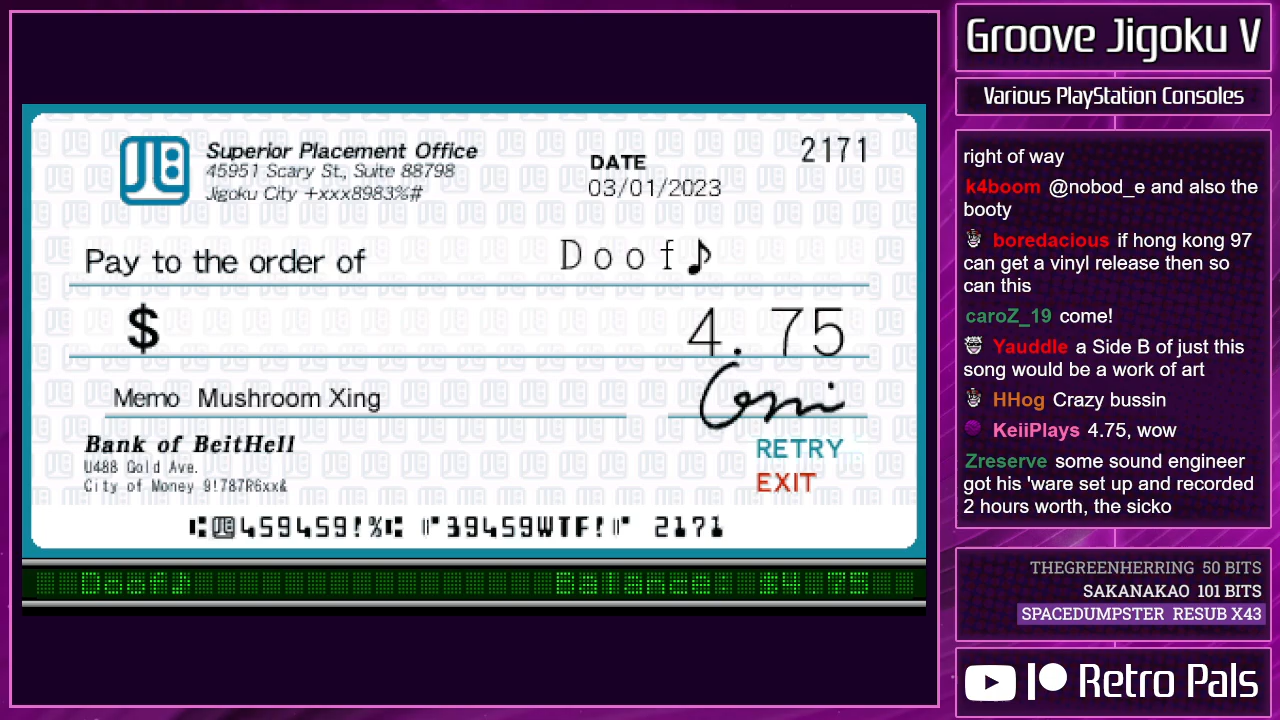 Groove Jigoku V
Various PlayStation Consoles
Superior Placement Office
45951 Scary St., Suite 88798
Jigoku City +xxx8983%#
DATE
03/01/2023
2171
Pay to the order of
Doof♪
$
4.75
Memo Mushroom Xing
RETRY
EXIT
Bank of BeitHell
U488 Gold Ave.
City of Money 9!787R6xx&
459459!% 39459WTF! 2171
Doof♪ Balance: $4.75
right of way
k4boom @nobod_e and also the
booty
boredacious if hong kong 97
can get a vinyl release then so
can this
caroZ_19 come!
Yauddle a Side B of just this
song would be a work of art
HHog Crazy bussin
KeiiPlays 4.75, wow
Zreserve some sound engineer
got his 'ware set up and recorded
2 hours worth, the sicko
THEGREENHERRING 50 BITS
SAKANAKAO 101 BITS
SPACEDUMPSTER RESUB X43
Retro Pals